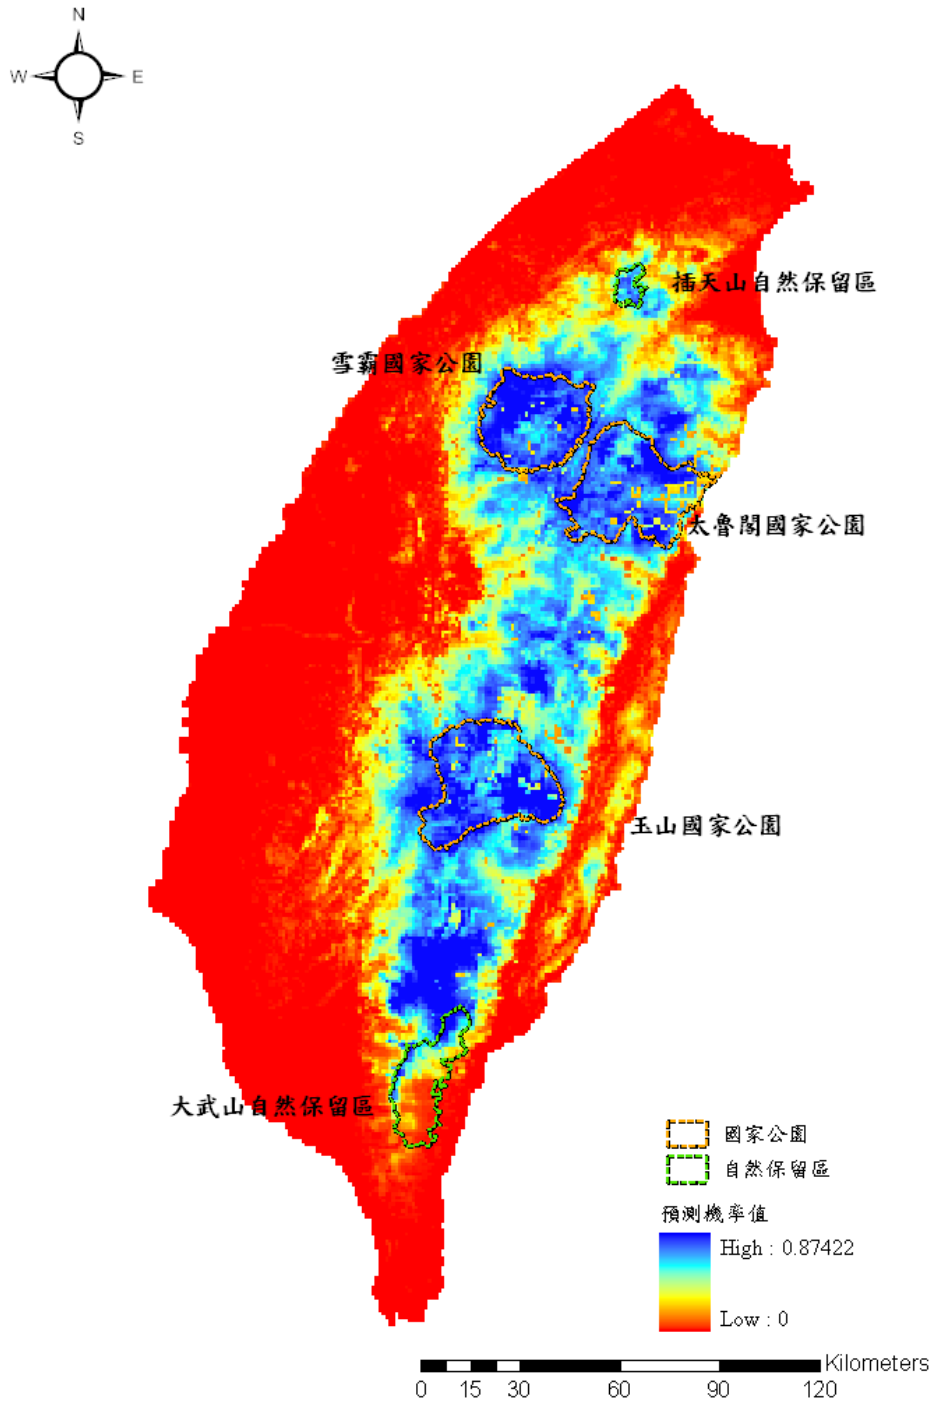 N
W
E
S
插天山自然保留區
雪霸國家公園
太魯閣國家公園
玉山國家公園
大武山自然保留區
國家公園
自然保留區
預測機率值
High : 0.87422
Low : 0
Kilometers
0 15 30 60 90 120